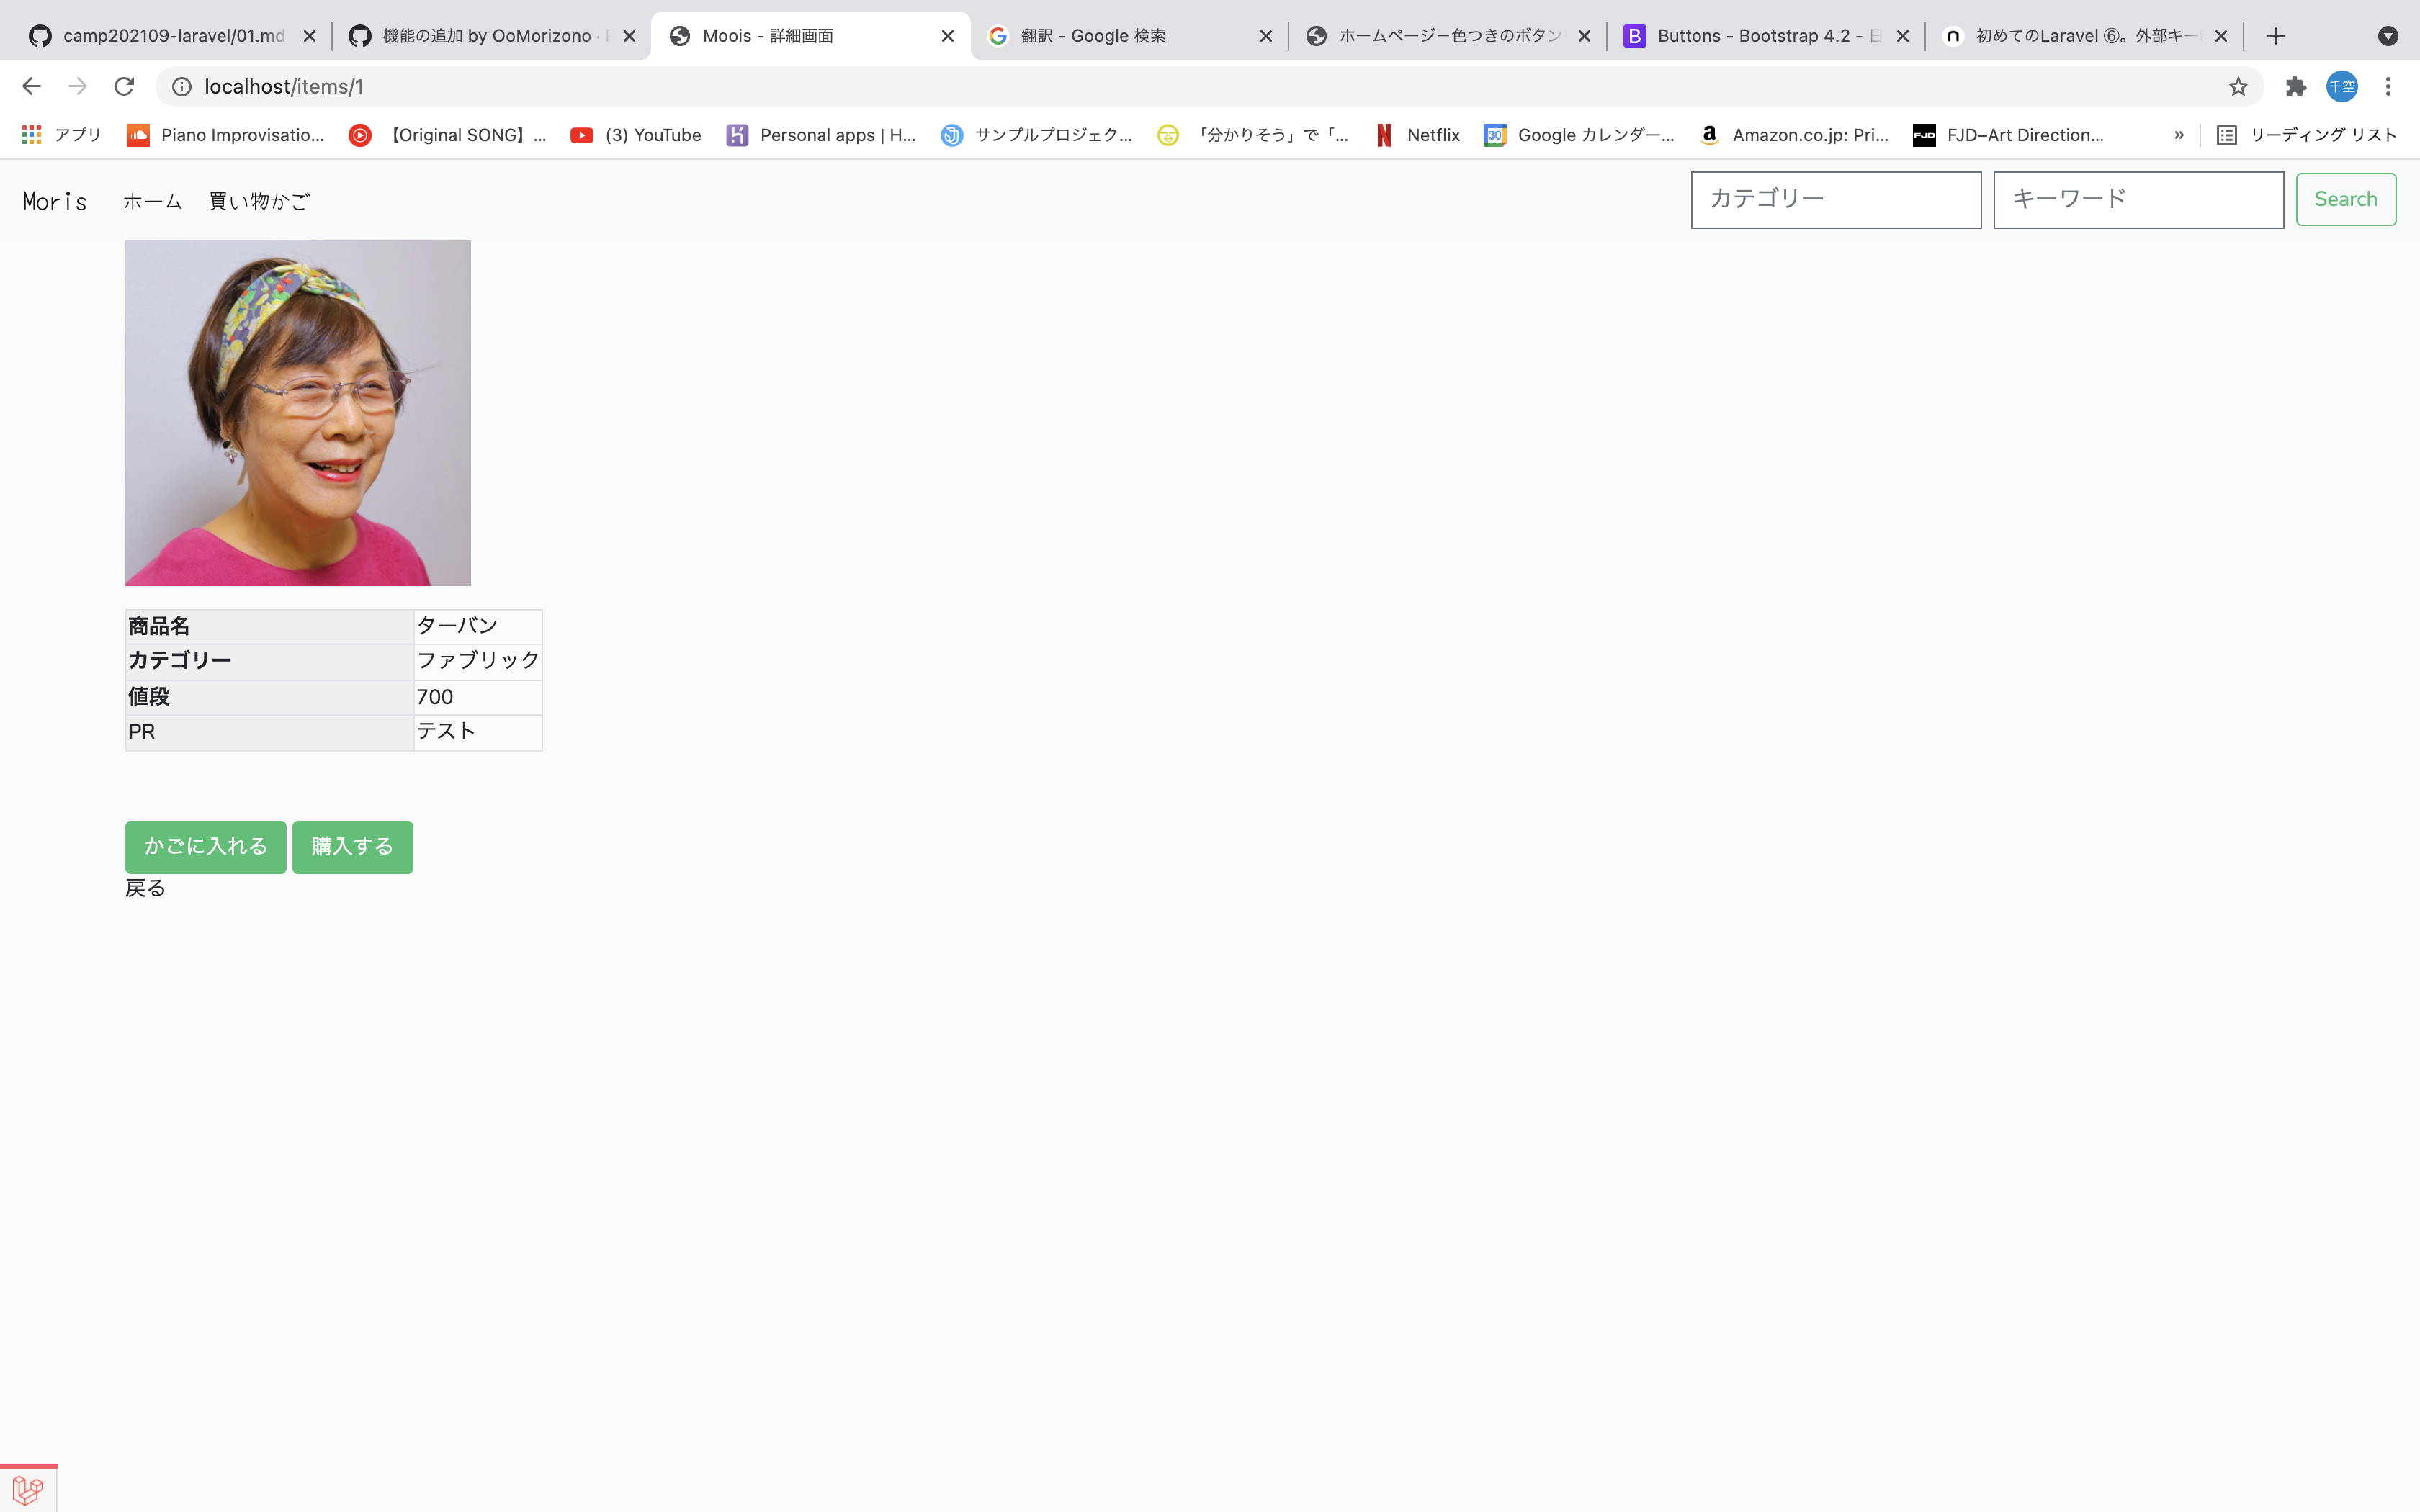 camp202109-laravel/01.md
機能の追加 by OoMorizono ·
Moois - 詳細画面
翻訳 - Google 検索
ホームページー色つきのボタン
Buttons - Bootstrap 4.2 - 日
初めてのLaravel ⑥。外部キー
localhost/items/1
千空
アプリ
Piano Improvisatio...
【Original SONG】...
(3) YouTube
Personal apps | H...
サンプルプロジェク...
「分かりそう」で「...
Netflix
30
Google カレンダー...
Amazon.co.jp: Pri...
FJD
FJD–Art Direction...
»
リーディング リスト
Moris ホーム 買い物かご
カテゴリー
キーワード
Search
商品名 ターバン
カテゴリー ファブリック
値段 700
PR テスト
かごに入れる 購入する
戻る